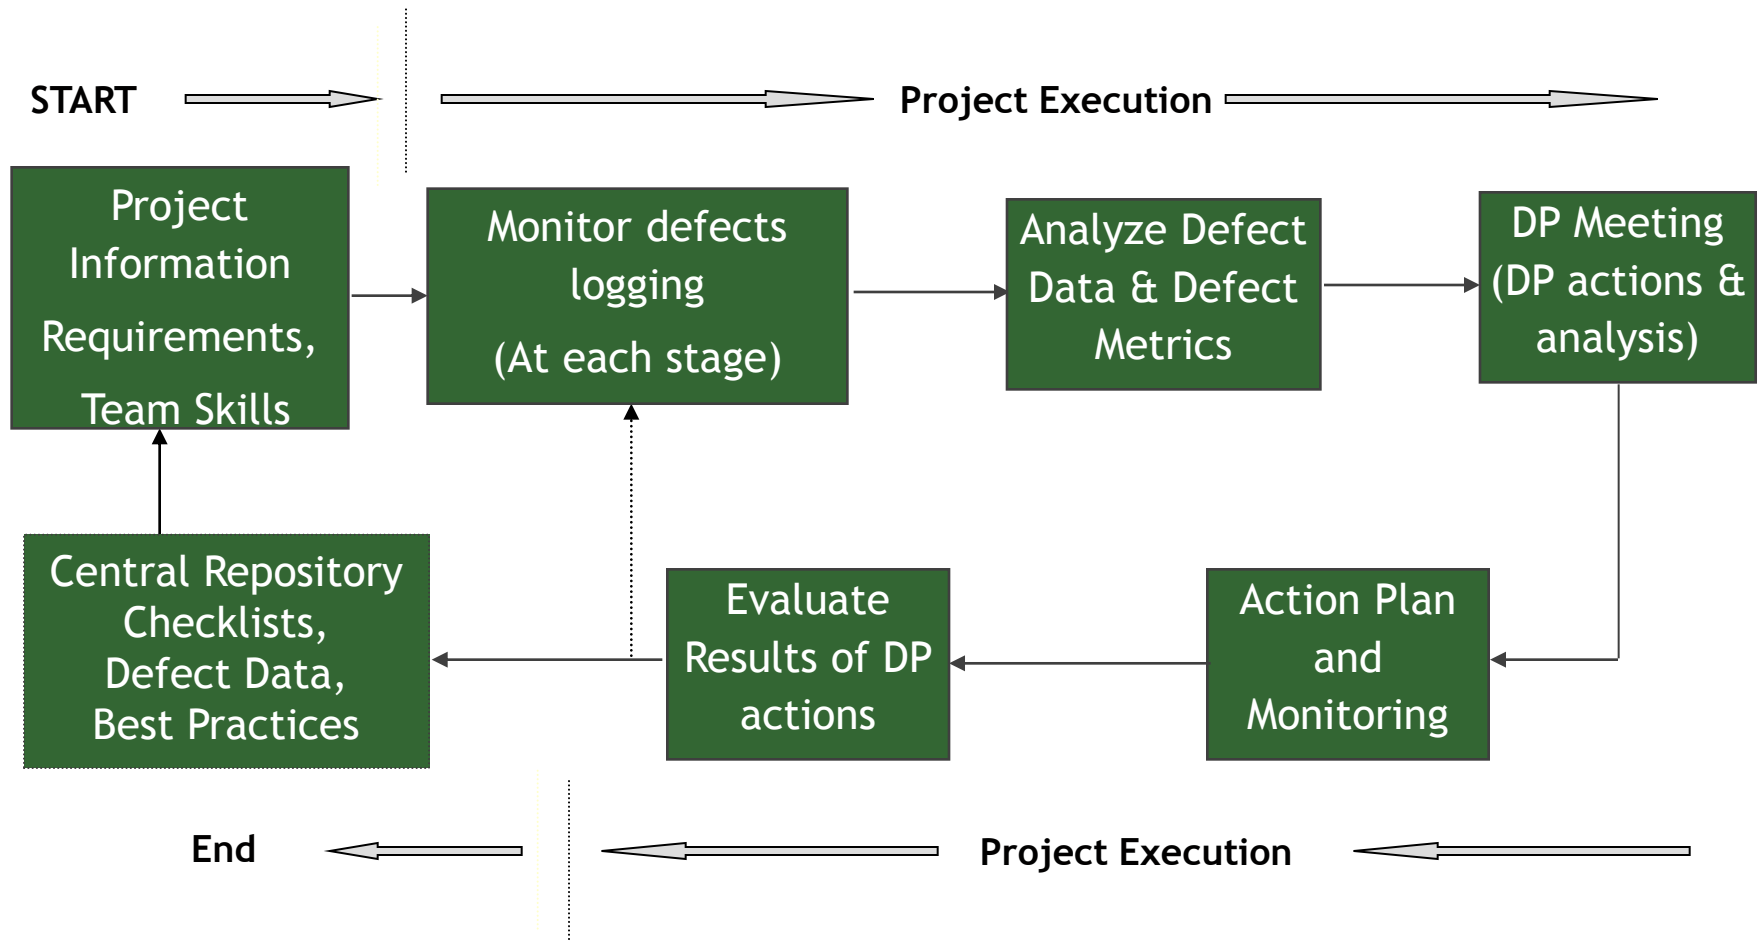 START
Project Execution
Project
Information
Requirements,
Team Skills
Monitor defects
logging
(At each stage)
Analyze Defect
Data & Defect
Metrics
DP Meeting
(DP actions &
analysis)
Central Repository
Checklists,
Defect Data,
Best Practices
Evaluate
Results of DP
actions
Action Plan
and
Monitoring
End
Project Execution